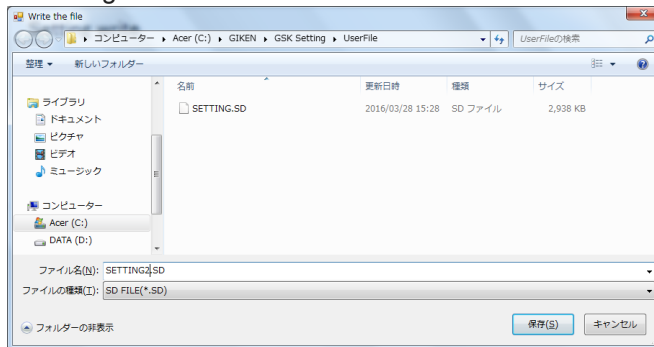 Write the file
コンピューター ▸ Acer (C:) ▸ GIKEN ▸ GSK Setting ▸ UserFile
UserFileの検索
整理 ▼ 新しいフォルダー
名前 更新日時 種類 サイズ
SETTING.SD 2016/03/28 15:28 SD ファイル 2,938 KB
ライブラリ
ドキュメント
ピクチャ
ビデオ
ミュージック
コンピューター
Acer (C:)
DATA (D:)
ファイル名(N): SETTING2.SD
ファイルの種類(T): SD FILE(*.SD)
フォルダーの非表示
保存(S) キャンセル